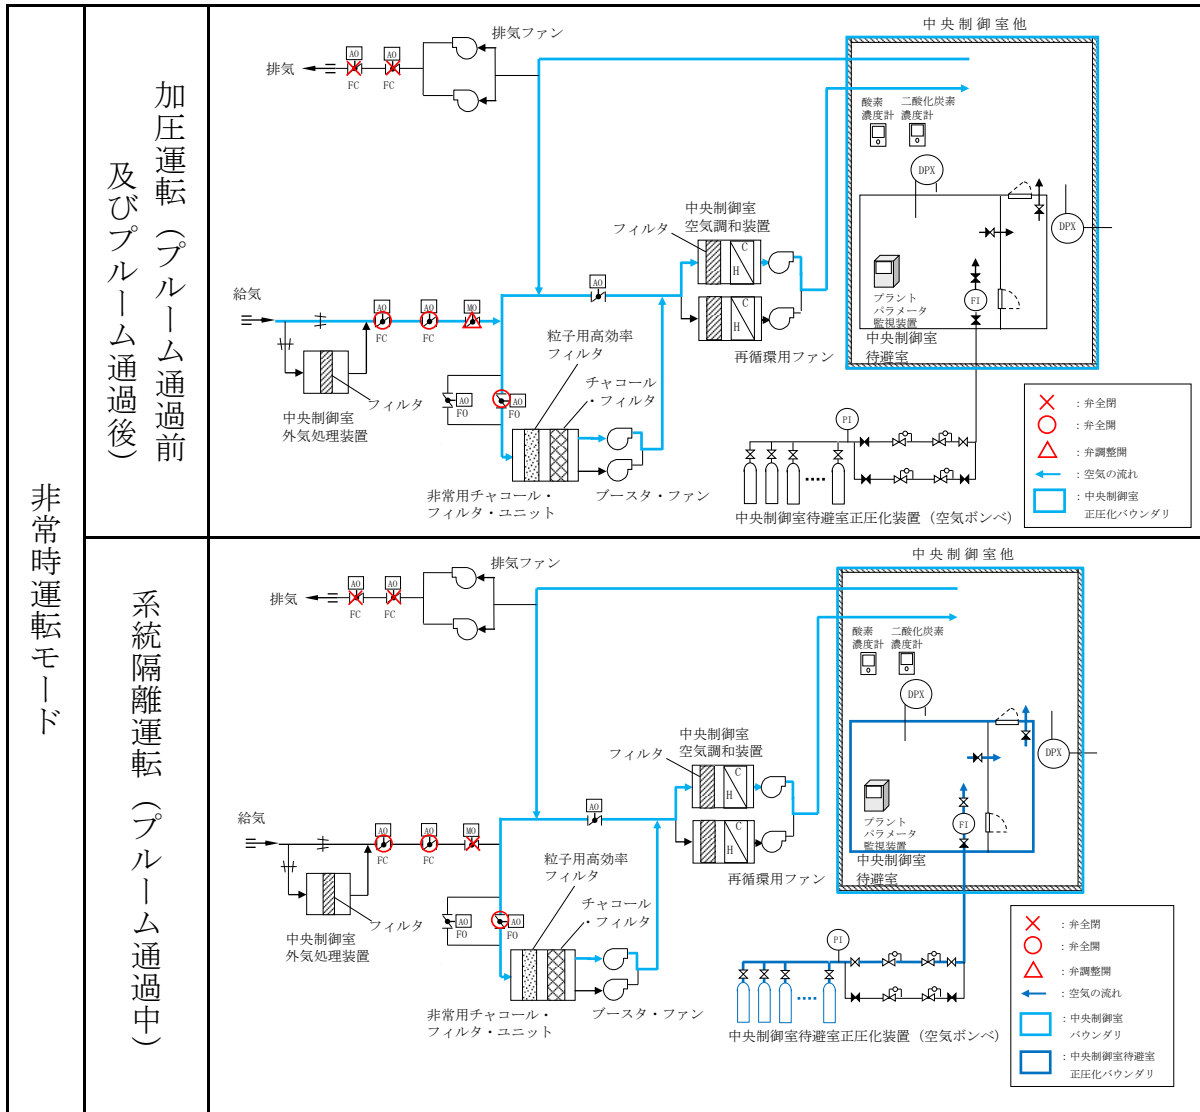 非常時運転モード
加圧運転（プルーム通過前
及びプルーム通過後）
中央制御室他
排気ファン
排気
AO
AO
FC
FC
酸素
濃度計
二酸化炭素
濃度計
DPX
DPX
中央制御室
空気調和装置
フィルタ
C
H
C
H
AO
給気
AO
AO
MO
FC
FC
プラント
パラメータ
監視装置
FI
中央制御室
待避室
再循環用ファン
粒子用高効率
フィルタ
チャコール
・フィルタ
フィルタ
AO
FO
AO
FO
中央制御室
外気処理装置
PI
非常用チャコール・
フィルタ・ユニット
ブースタ・ファン
中央制御室待避室正圧化装置（空気ボンベ）
：弁全閉
：弁全開
：弁調整開
：空気の流れ
：中央制御室
正圧化バウンダリ
系統隔離運転（プルーム通過中）
中央制御室他
排気ファン
排気
AO
AO
FC
FC
酸素
濃度計
二酸化炭素
濃度計
DPX
DPX
中央制御室
空気調和装置
フィルタ
C
H
C
H
AO
給気
AO
AO
MO
FC
FC
プラント
パラメータ
監視装置
FI
中央制御室
待避室
再循環用ファン
粒子用高効率
フィルタ
チャコール
・フィルタ
フィルタ
AO
FO
AO
FO
中央制御室
外気処理装置
PI
非常用チャコール・
フィルタ・ユニット
ブースタ・ファン
中央制御室待避室正圧化装置（空気ボンベ）
：弁全閉
：弁全開
：弁調整開
：空気の流れ
：中央制御室
バウンダリ
：中央制御室待避室
正圧化バウンダリ